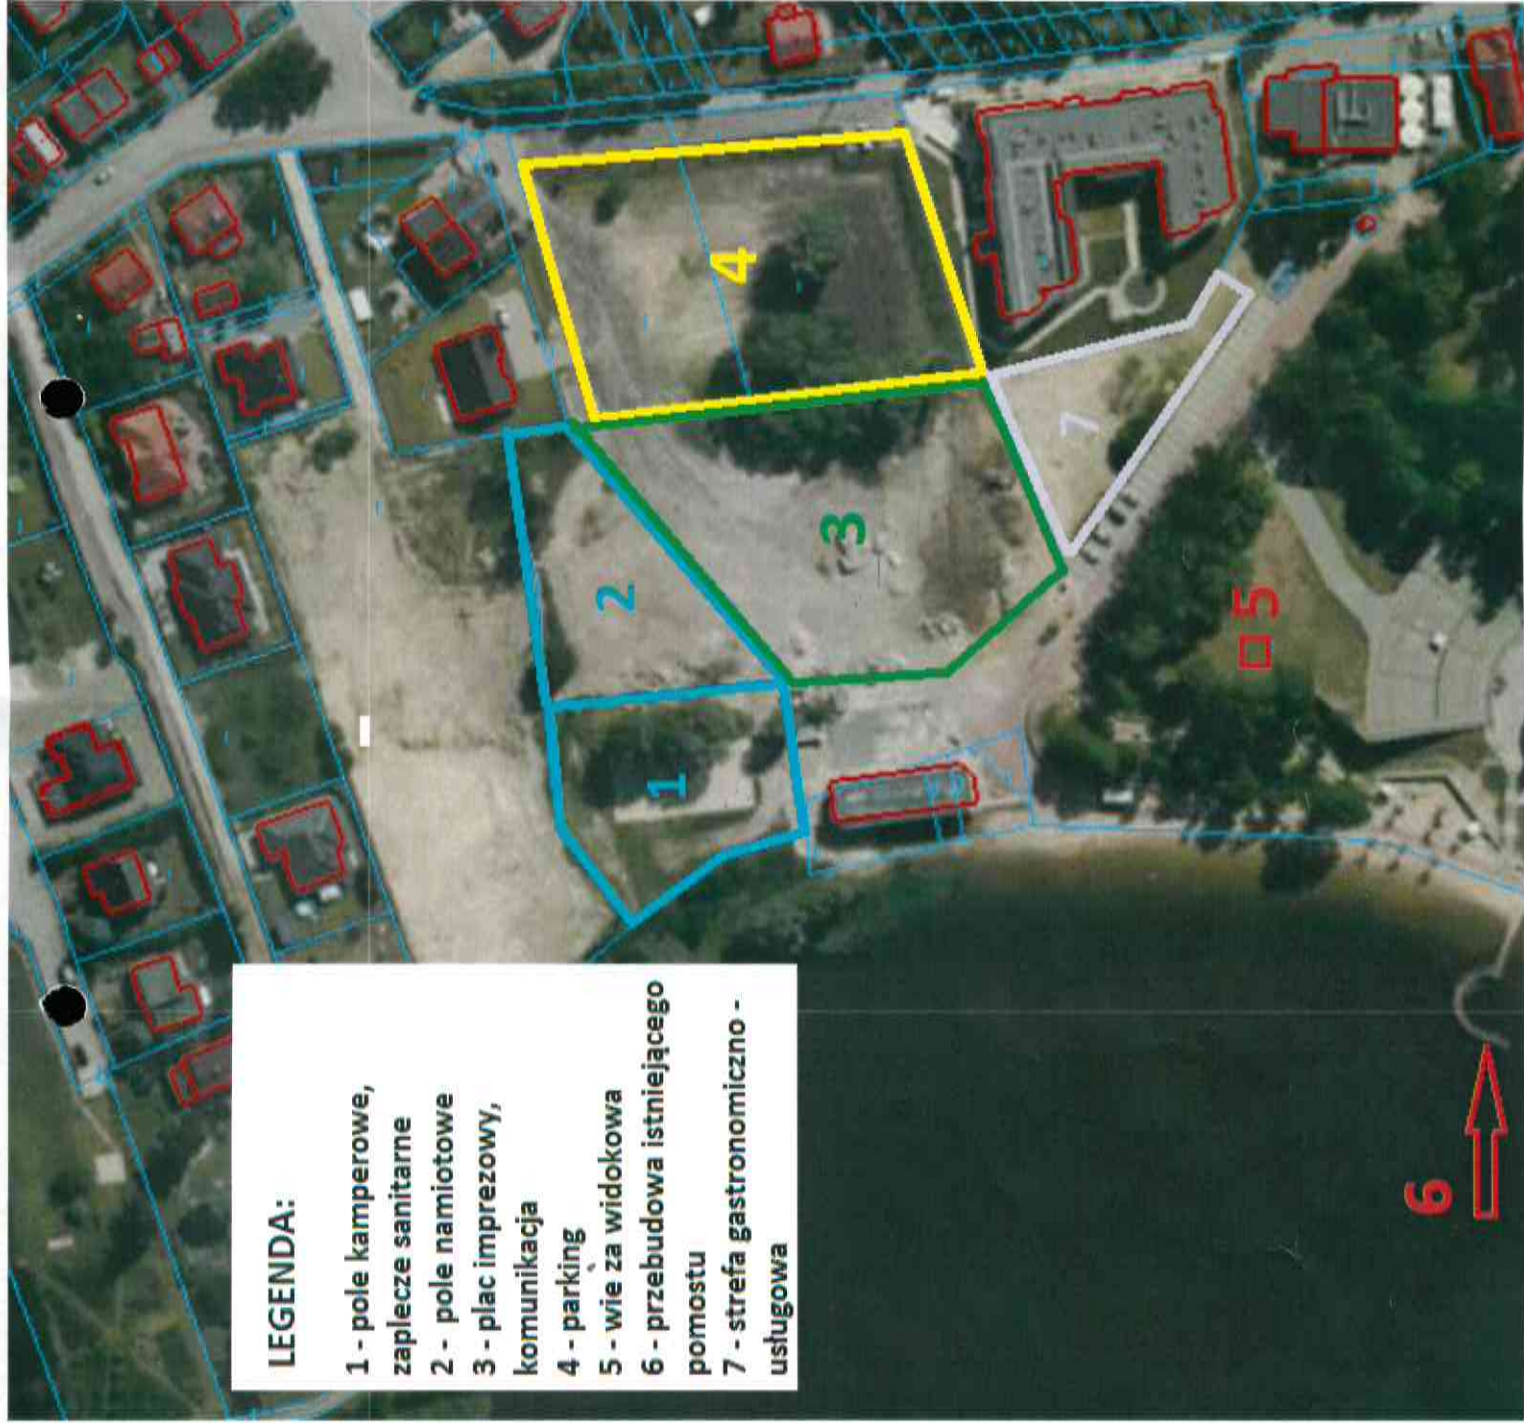 LEGENDA:
1 - pole kamperowe,
zaplecze sanitarne
2 - pole namiotowe
3 - plac imprezowy,
komunikacja
4 - parking
5 - wie za widokowa
6 - przebudowa istniejącego
pomostu
7 - strefa gastronomiczno -
usługowa
1
2
3
4
5
6
7